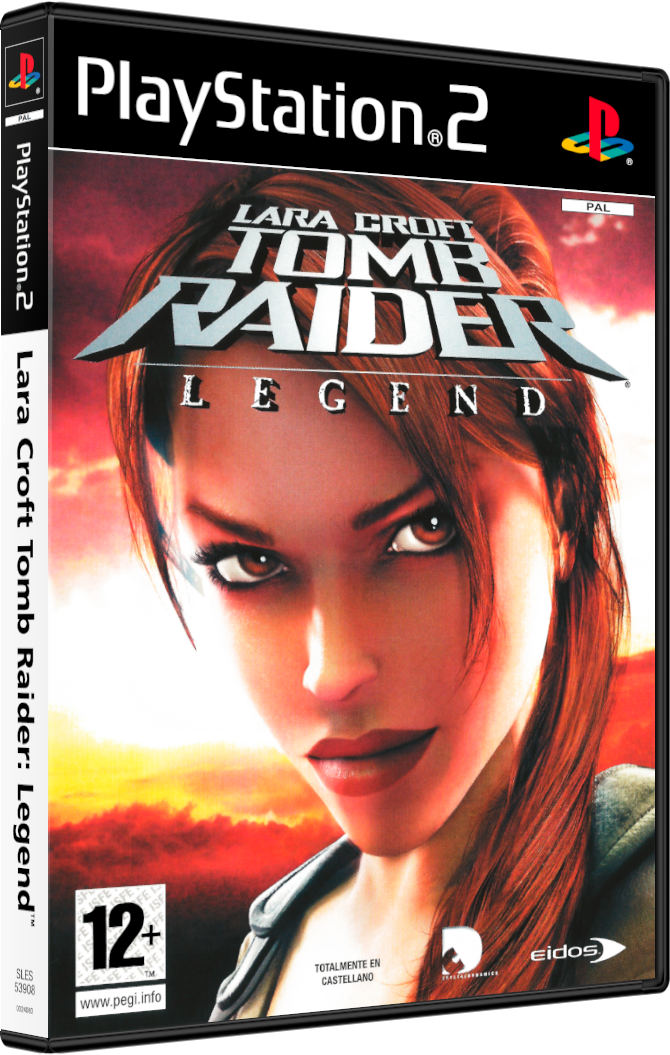 PAL
PlayStation®2
Lara Croft Tomb Raider: Legend™
SLES
53908
PlayStation®2
®
PAL
LARA CROFT
TOMB
RAIDER
®
LEGEND
12+
TM
www.pegi.info
TOTALMENTE EN
CASTELLANO
eidos